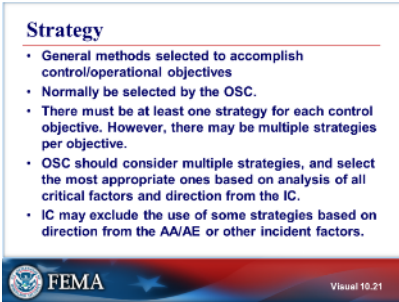 Strategy
• General methods selected to accomplish
control/operational objectives
• Normally be selected by the OSC.
• There must be at least one strategy for each control
objective. However, there may be multiple strategies
per objective.
• OSC should consider multiple strategies, and select
the most appropriate ones based on analysis of all
critical factors and direction from the IC.
• IC may exclude the use of some strategies based on
direction from the AA/AE or other incident factors.
FEMA
Visual 10.21